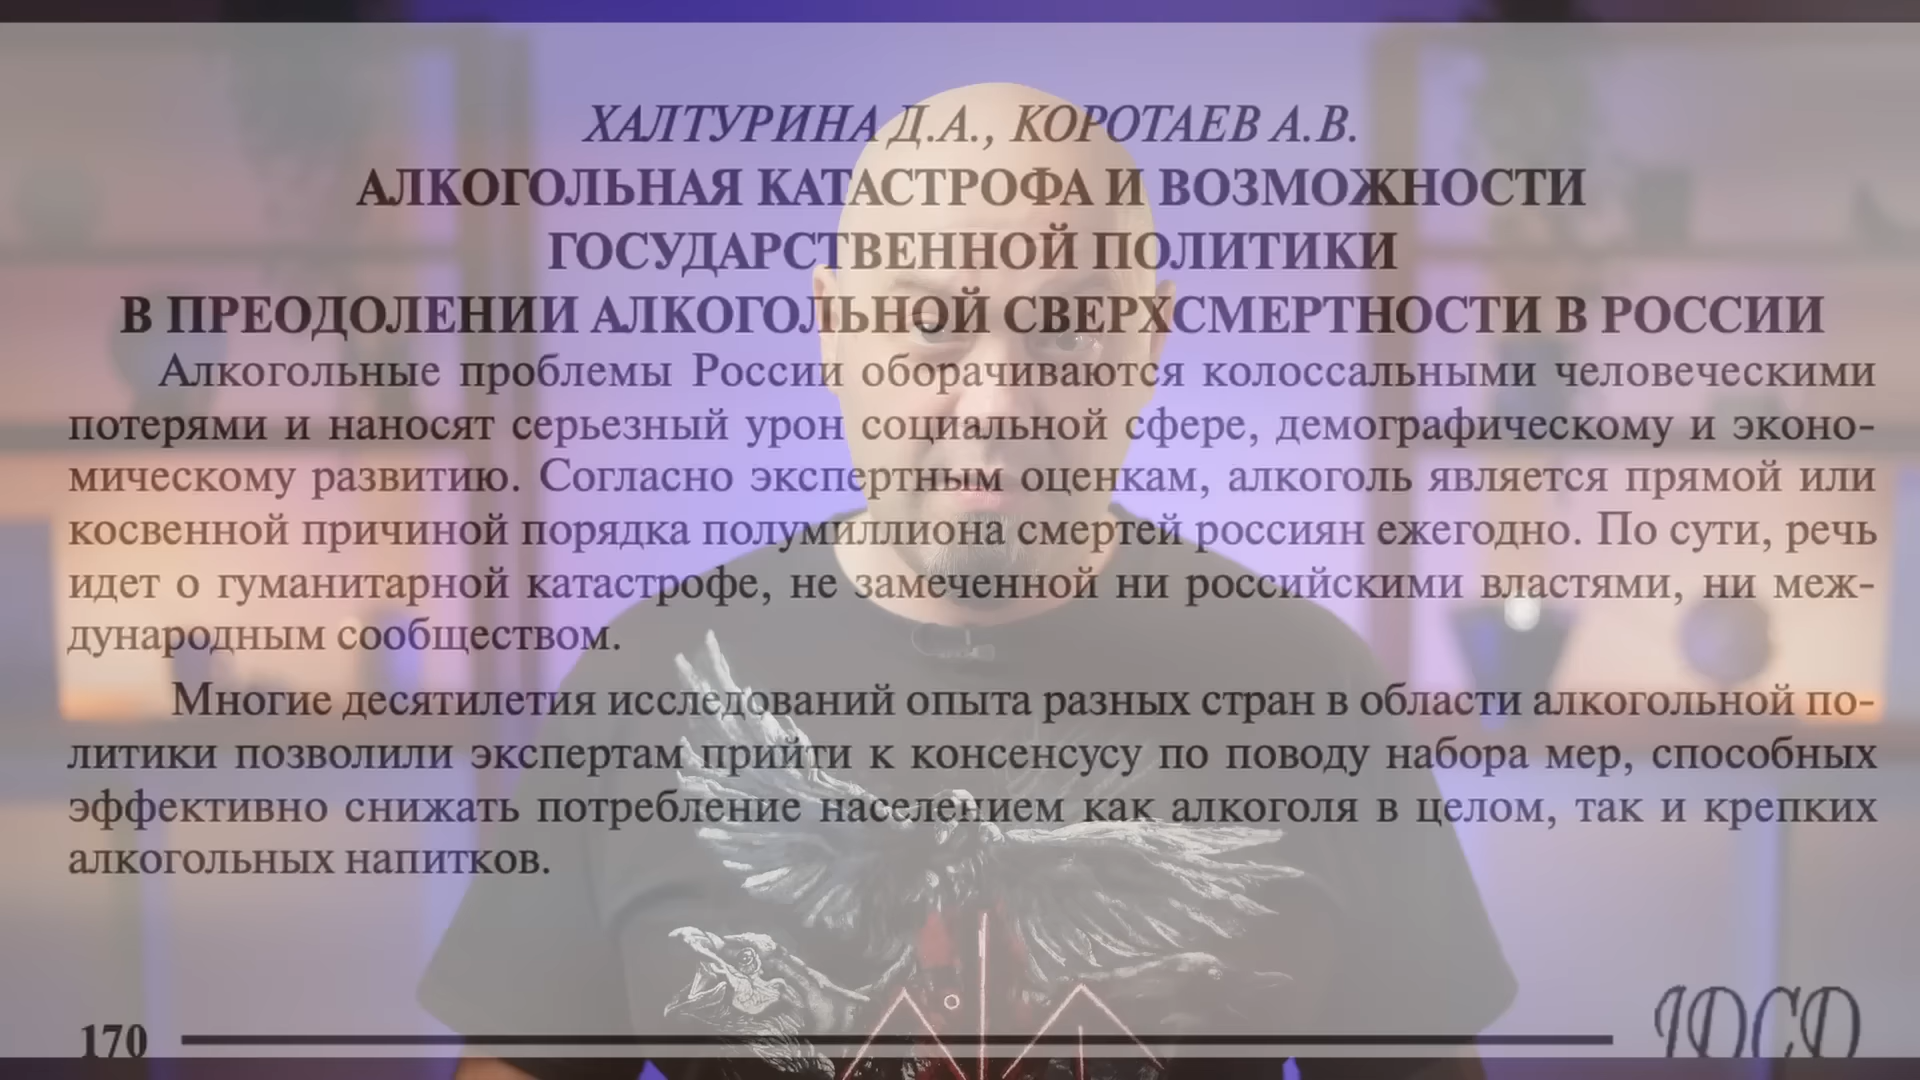 ХАЛТУРИНА Д.А., КОРОТАЕВ А.В.
АЛКОГОЛЬНАЯ КАТАСТРОФА И ВОЗМОЖНОСТИ
ГОСУДАРСТВЕННОЙ ПОЛИТИКИ
В ПРЕОДОЛЕНИИ АЛКОГОЛЬНОЙ СВЕРХСМЕРТНОСТИ В РОССИИ
Алкогольные проблемы России оборачиваются колоссальными человеческими
потерями и наносят серьезный урон социальной сфере, демографическому и эконо-
мическому развитию. Согласно экспертным оценкам, алкоголь является прямой или
косвенной причиной порядка полумиллиона смертей россиян ежегодно. По сути, речь
идет о гуманитарной катастрофе, не замеченной ни российскими властями, ни меж-
дународным сообществом.
Многие десятилетия исследований опыта разных стран в области алкогольной по-
литики позволили экспертам прийти к консенсусу по поводу набора мер, способных
эффективно снижать потребление населением как алкоголя в целом, так и крепких
алкогольных напитков.
170